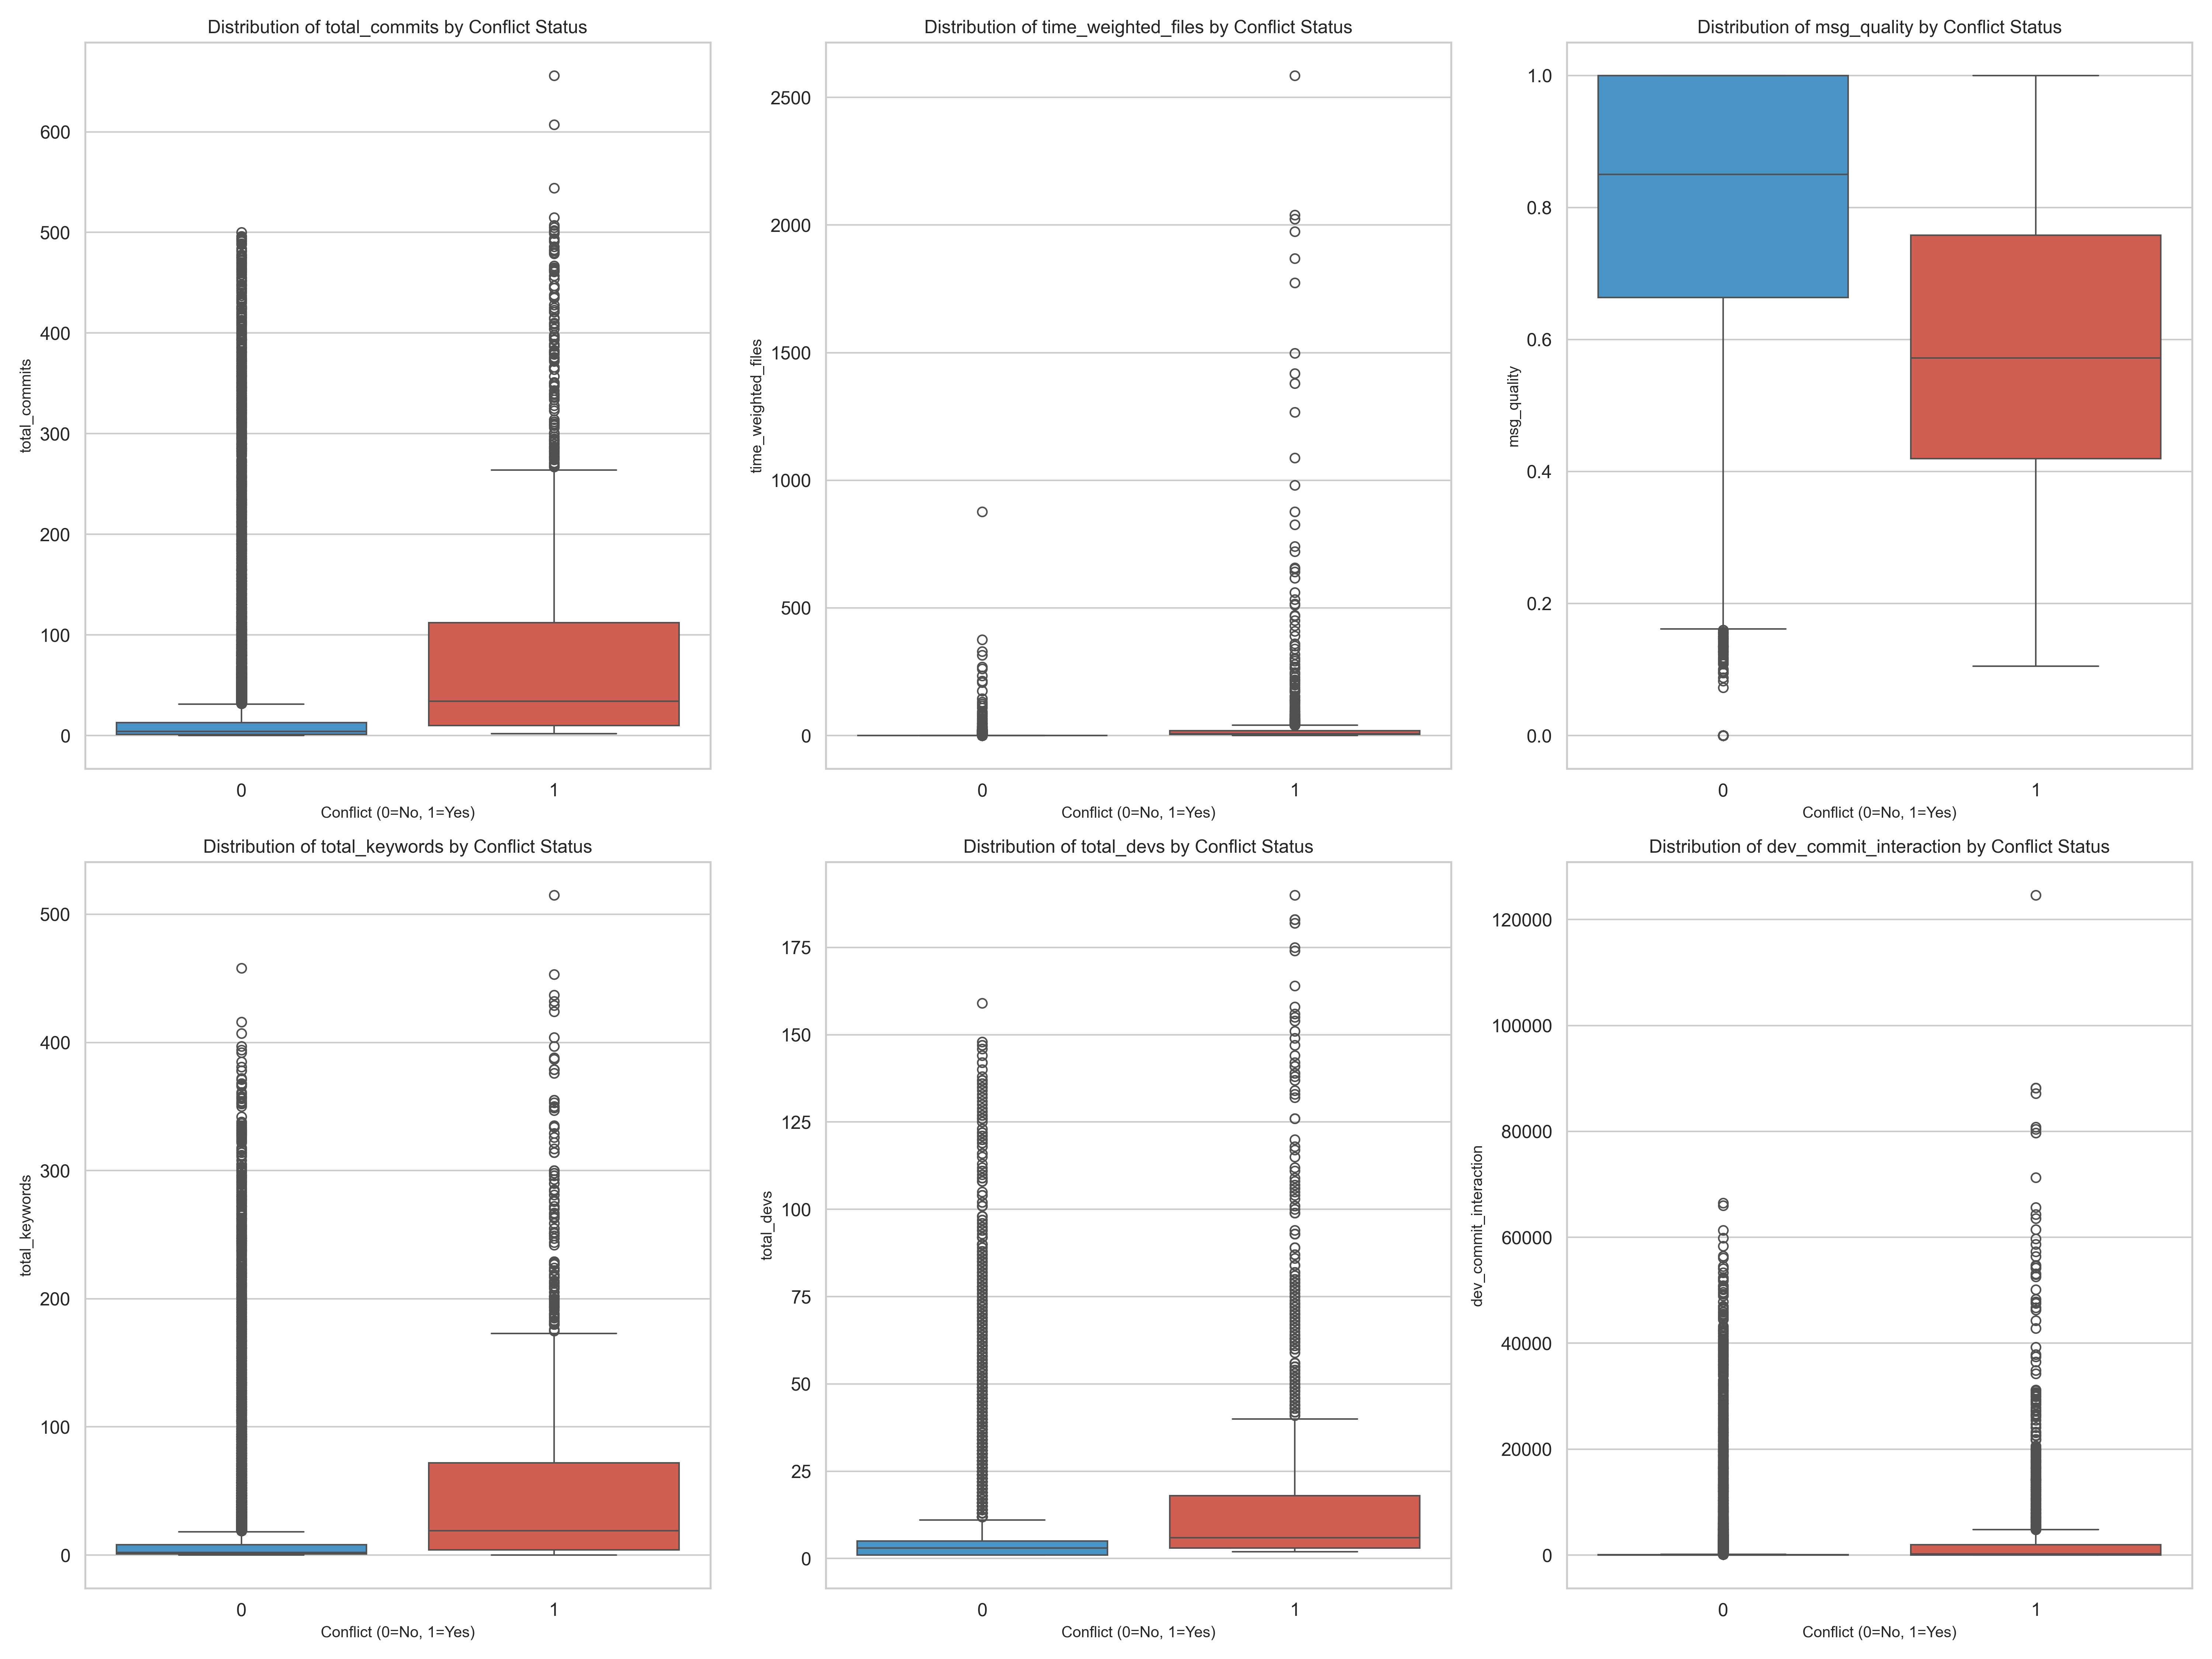 Distribution of total_commits by Conflict Status
total_commits
600
500
400
300
200
100
0
0
1
Conflict (0=No, 1=Yes)
Distribution of time_weighted_files by Conflict Status
time_weighted_files
2500
2000
1500
1000
500
0
0
1
Conflict (0=No, 1=Yes)
Distribution of msg_quality by Conflict Status
msg_quality
1.0
0.8
0.6
0.4
0.2
0.0
0
1
Conflict (0=No, 1=Yes)
Distribution of total_keywords by Conflict Status
total_keywords
500
400
300
200
100
0
0
1
Conflict (0=No, 1=Yes)
Distribution of total_devs by Conflict Status
total_devs
175
150
125
100
75
50
25
0
0
1
Conflict (0=No, 1=Yes)
Distribution of dev_commit_interaction by Conflict Status
dev_commit_interaction
120000
100000
80000
60000
40000
20000
0
0
1
Conflict (0=No, 1=Yes)